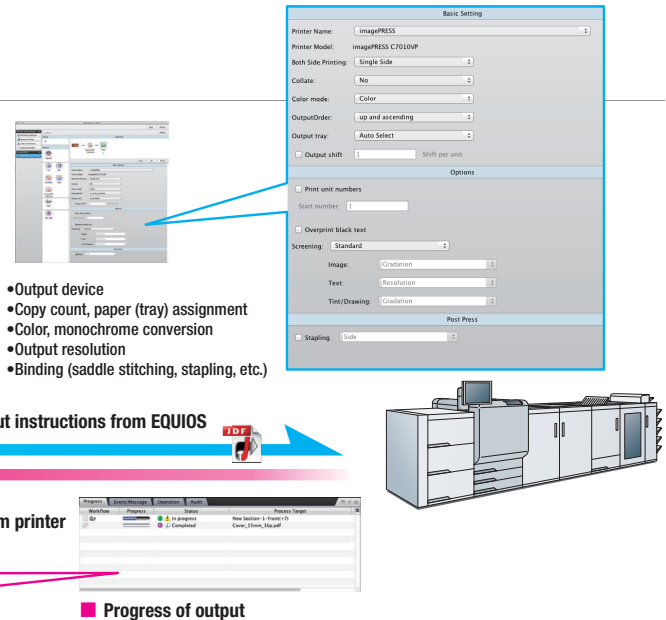 Basic Setting
Printer Name: imagePRESS
Printer Model: imagePRESS C7010VP
Both Side Printing: Single Side
Collate: No
Color mode: Color
OutputOrder: up and ascending
Output tray: Auto Select
Output shift 1 Shift per unit
Options
Print unit numbers
Start number: 1
Overprint black text
Screening: Standard
Image: Gradation
Text: Resolution
Tint/Drawing: Gradation
Post Press
Stapling Side
•Output device
•Copy count, paper (tray) assignment
•Color, monochrome conversion
•Output resolution
•Binding (saddle stitching, stapling, etc.)
ut instructions from EQUIOS
JDF
m printer
Progress Event/Message Operation Audit
Workflow Progress Status Process Target
In progress New Section-1-Front(+7)
Completed Cover_15mm_16p.pdf
■ Progress of output